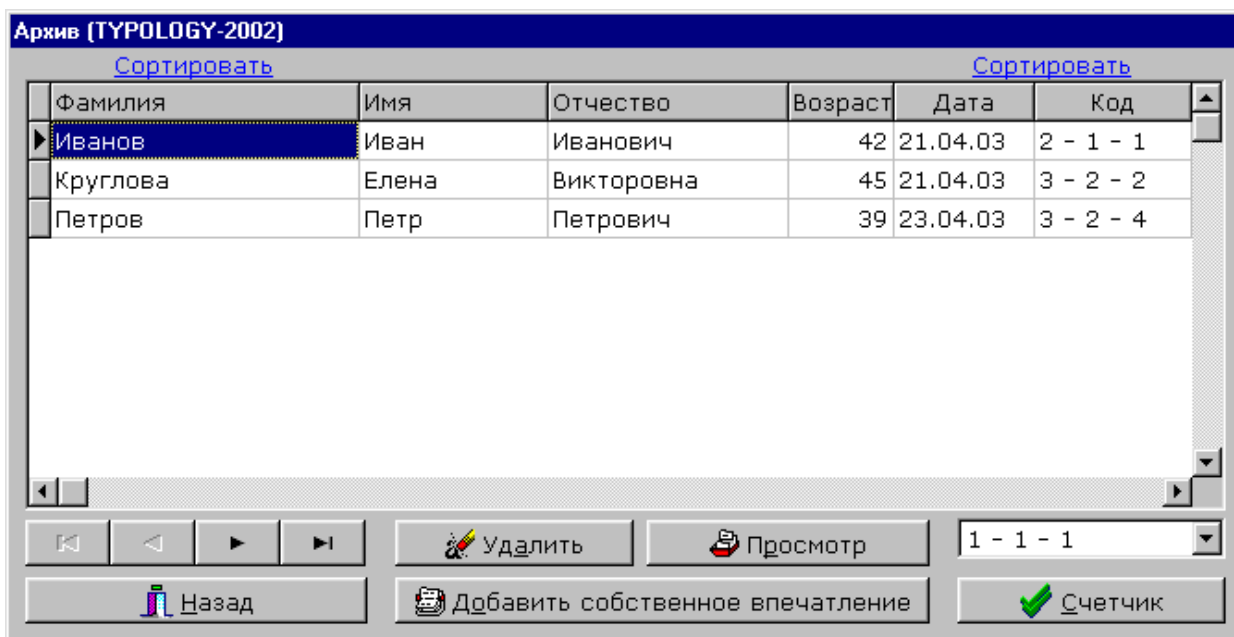 Архив (TYPOLOGY-2002)
Сортировать Сортировать
Фамилия Имя Отчество Возраст Дата Код
Иванов Иван Иванович 42 21.04.03 2 - 1 - 1
Круглова Елена Викторовна 45 21.04.03 3 - 2 - 2
Петров Петр Петрович 39 23.04.03 3 - 2 - 4
Удалить Просмотр 1 - 1 - 1
Назад Добавить собственное впечатление Счетчик